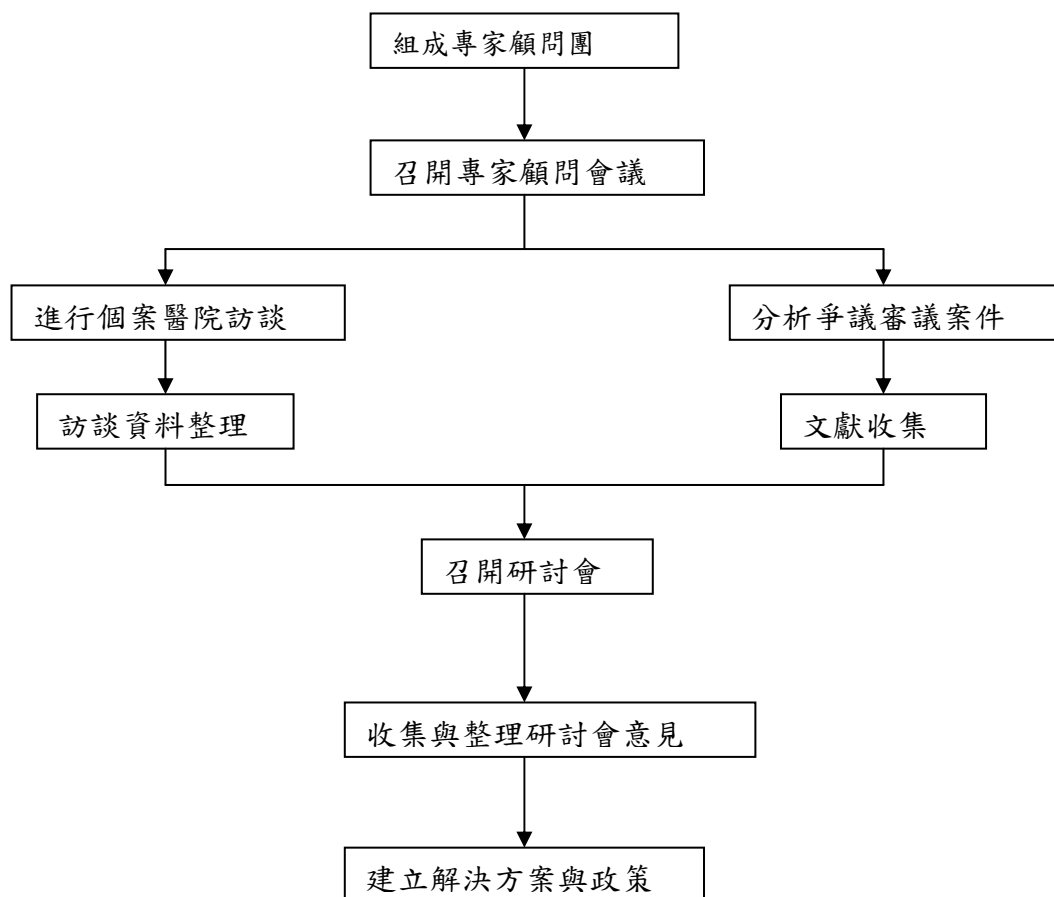 組成專家顧問團
召開專家顧問會議
進行個案醫院訪談
分析爭議審議案件
訪談資料整理
文獻收集
召開研討會
收集與整理研討會意見
建立解決方案與政策